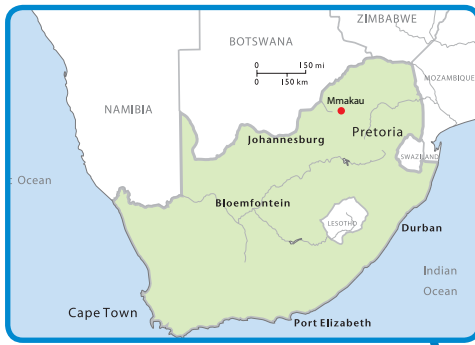 ZIMBABWE
BOTSWANA
0 150 mi
0 150 km
MOZAMBIQUE
Mmakau
NAMIBIA
Pretoria
Johannesburg
SWAZILAND
c Ocean
Bloemfontein
LESOTHO
Durban
Indian
Ocean
Cape Town
Port Elizabeth